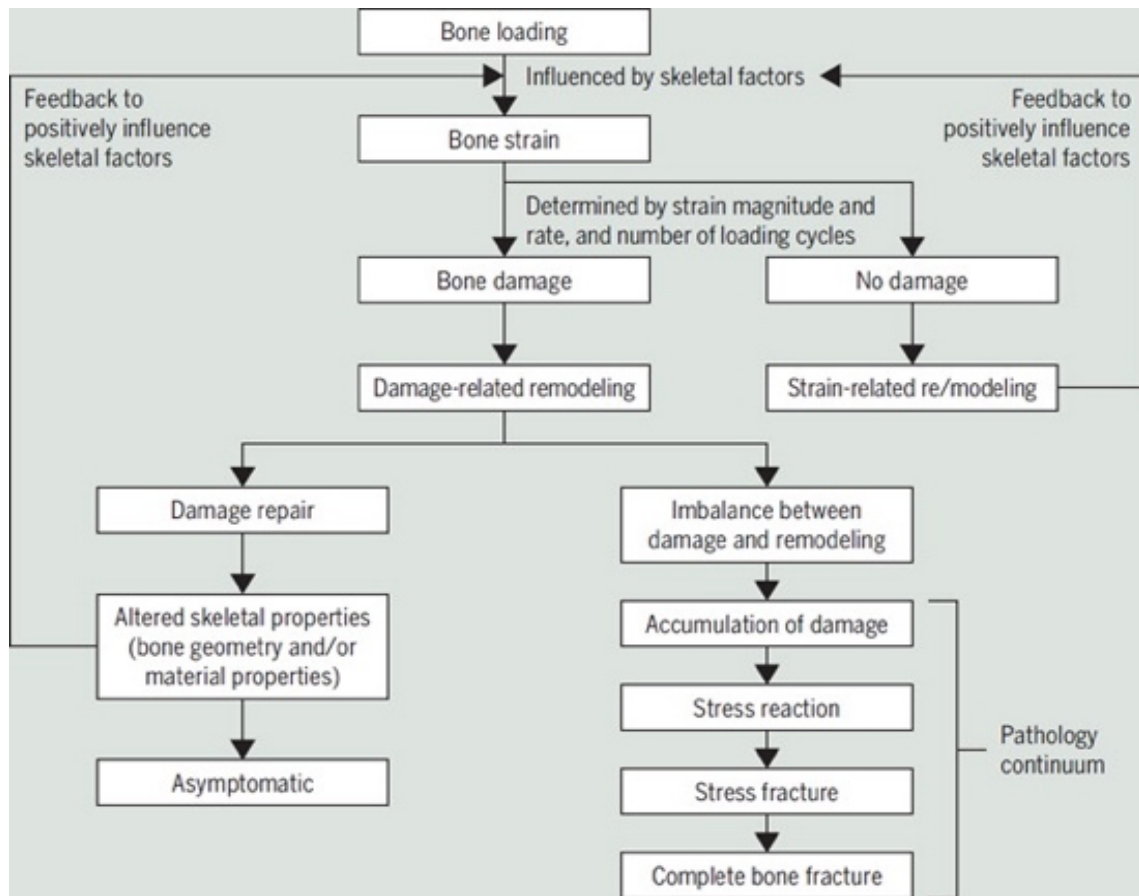 Bone loading
Influenced by skeletal factors
Feedback to
positively influence
skeletal factors
Feedback to
positively influence
skeletal factors
Bone strain
Determined by strain magnitude and
rate, and number of loading cycles
Bone damage
No damage
Damage-related remodeling
Strain-related re/modeling
Damage repair
Imbalance between
damage and remodeling
Altered skeletal properties
(bone geometry and/or
material properties)
Accumulation of damage
Stress reaction
Pathology
continuum
Asymptomatic
Stress fracture
Complete bone fracture